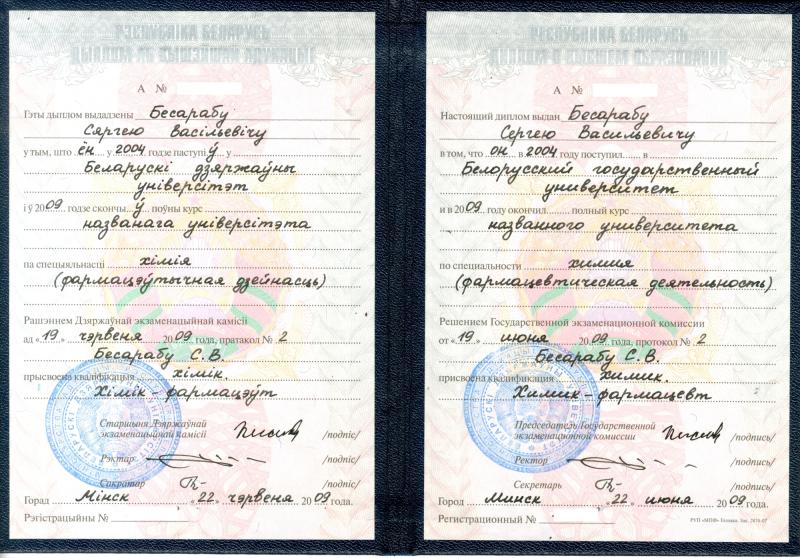 РЭСПУБЛІКА БЕЛАРУСЬ
ДЫПЛОМ АБ ВЫШЭЙШАЙ АДУКАЦЫІ
А №
Гэты дыплом выдадзены Бесарабу
Сяргею Васільевічу
у тым, што ён у 2004 годзе паступіў у
Беларускі дзяржаўны
універсітэт
і ў 2009 годзе скончыў поўны курс
названага універсітэта
па спецыяльнасці хімія
(фармацэўтычная дзейнасць)
Рашэннем Дзяржаўнай экзаменацыйнай камісіі
ад «19» чэрвеня 2009 года, пратакол № 2
Бесарабу С.В.
прысвоена кваліфікацыя хімік.
Хімік-фармацэўт
Старшыня Дзяржаўнай
экзаменацыйнай камісіі /подпіс/
Рэктар /подпіс/
Сакратар /подпіс/
Горад Мінск «22» чэрвеня 2009 года.
Рэгістрацыйны №
РЕСПУБЛИКА БЕЛАРУСЬ
ДИПЛОМ О ВЫСШЕМ ОБРАЗОВАНИИ
А №
Настоящий диплом выдан Бесарабу
Сергею Васильевичу
в том, что он в 2004 году поступил в
Белорусский государственный
университет
и в 2009 году окончил полный курс
названного университета
по специальности химия
(фармацевтическая деятельность)
Решением Государственной экзаменационной комиссии
от «19» июня 2009 года, протокол № 2
Бесарабу С.В.
присвоена квалификация химик.
Химик-фармацевт
Председатель Государственной
экзаменационной комиссии /подпись/
Ректор /подпись/
Секретарь /подпись/
Город Минск «22» июня 2009 года.
Регистрационный №